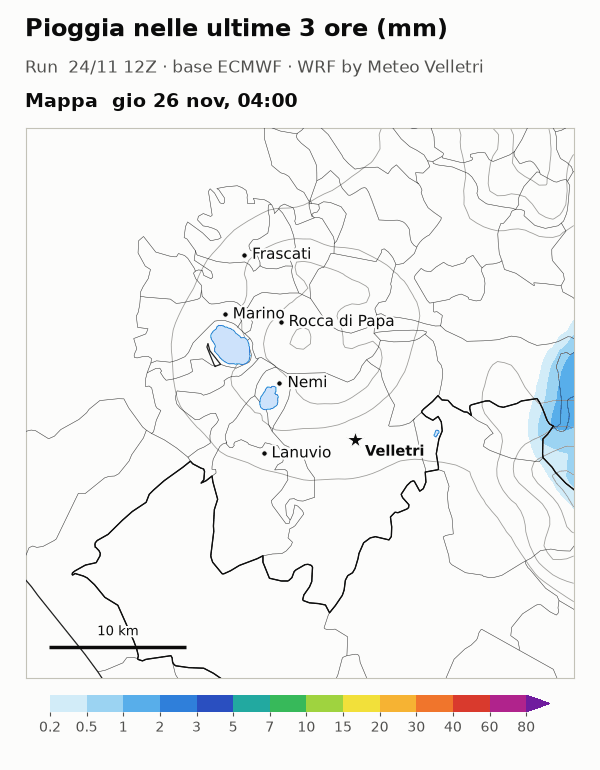 Pioggia nelle ultime 3 ore (mm)
Run  24/11 12Z · base ECMWF · WRF by Meteo Velletri
Mappa  gio 26 nov, 04:00
Frascati
Marino
Rocca di Papa
Nemi
Velletri
Lanuvio
10 km
0.2 0.5 1 2 3 5 7 10 15 20 30 40 60 80